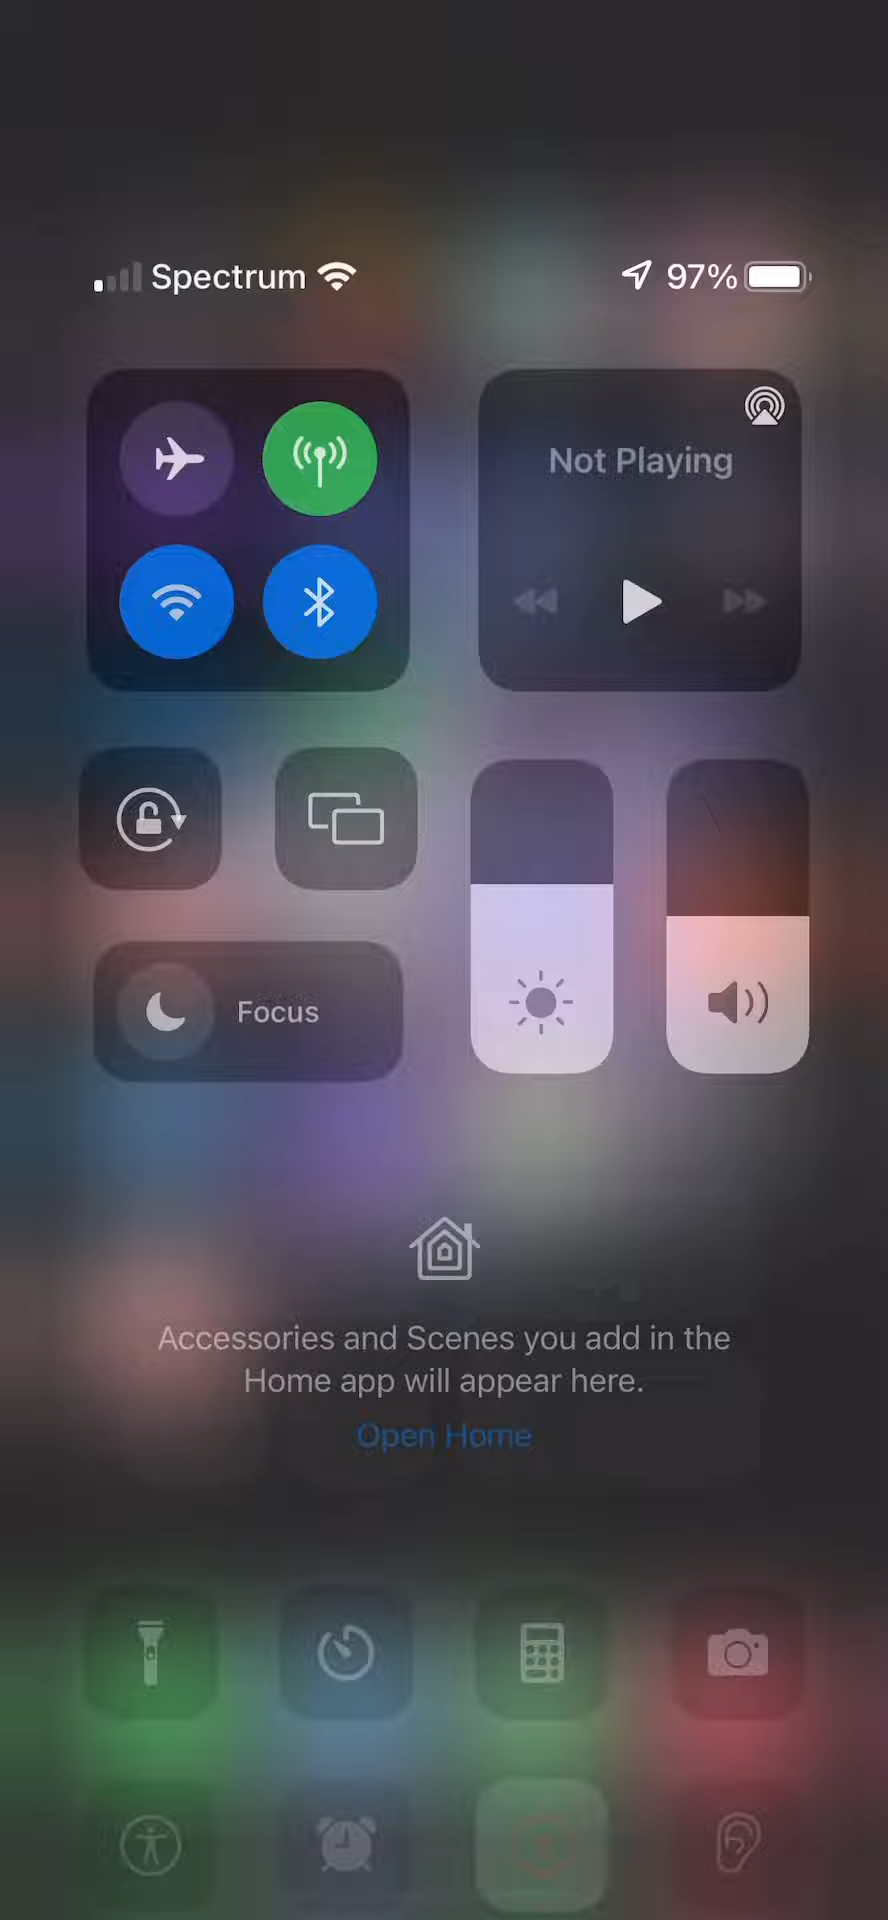 Spectrum 97%
Not Playing
Focus
Accessories and Scenes you add in the
Home app will appear here.
Open Home